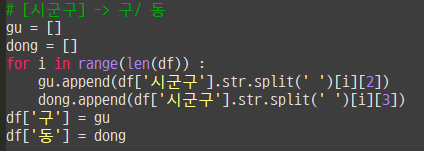 # [시군구] -> 구/ 동
gu = []
dong = []
for i in range(len(df)) :
    gu.append(df['시군구'].str.split(' ')[i][2])
    dong.append(df['시군구'].str.split(' ')[i][3])
df['구'] = gu
df['동'] = dong